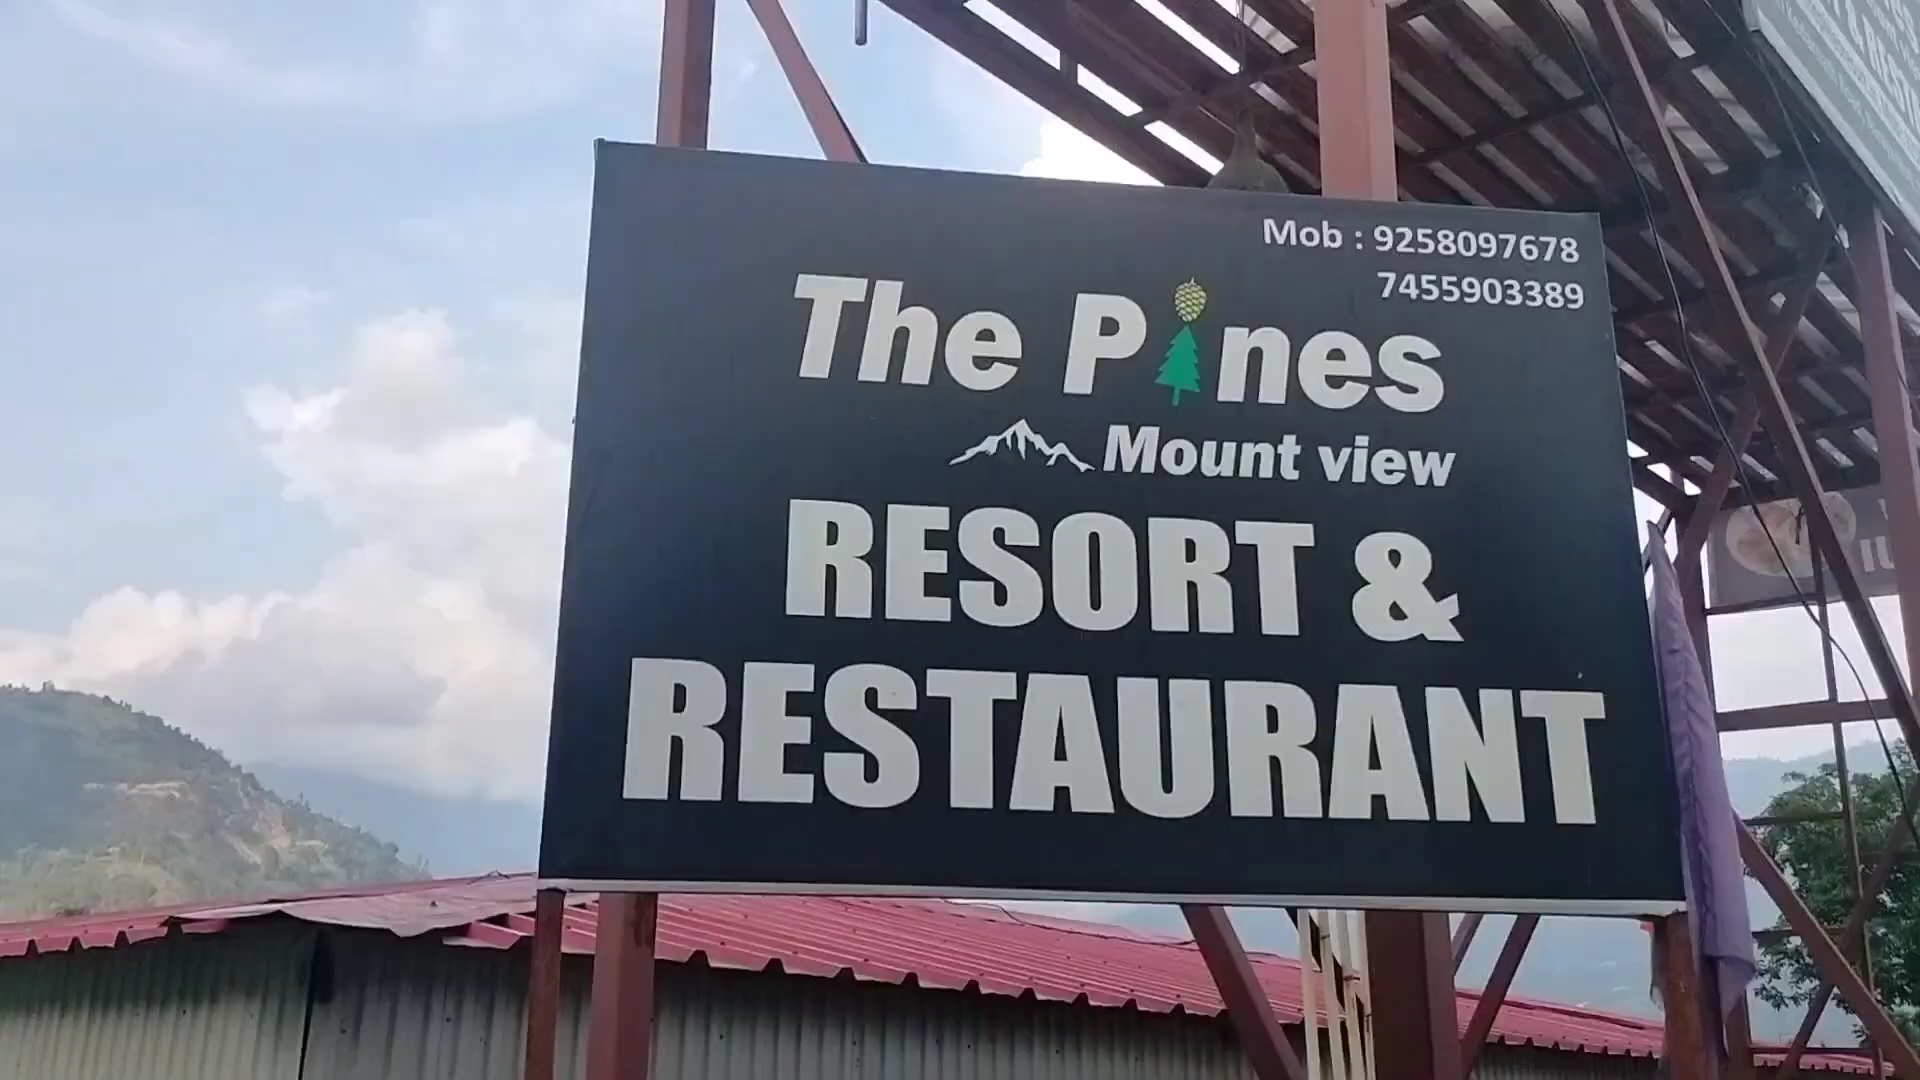 Mob : 9258097678
7455903389
The Pines
Mount view
RESORT &
RESTAURANT